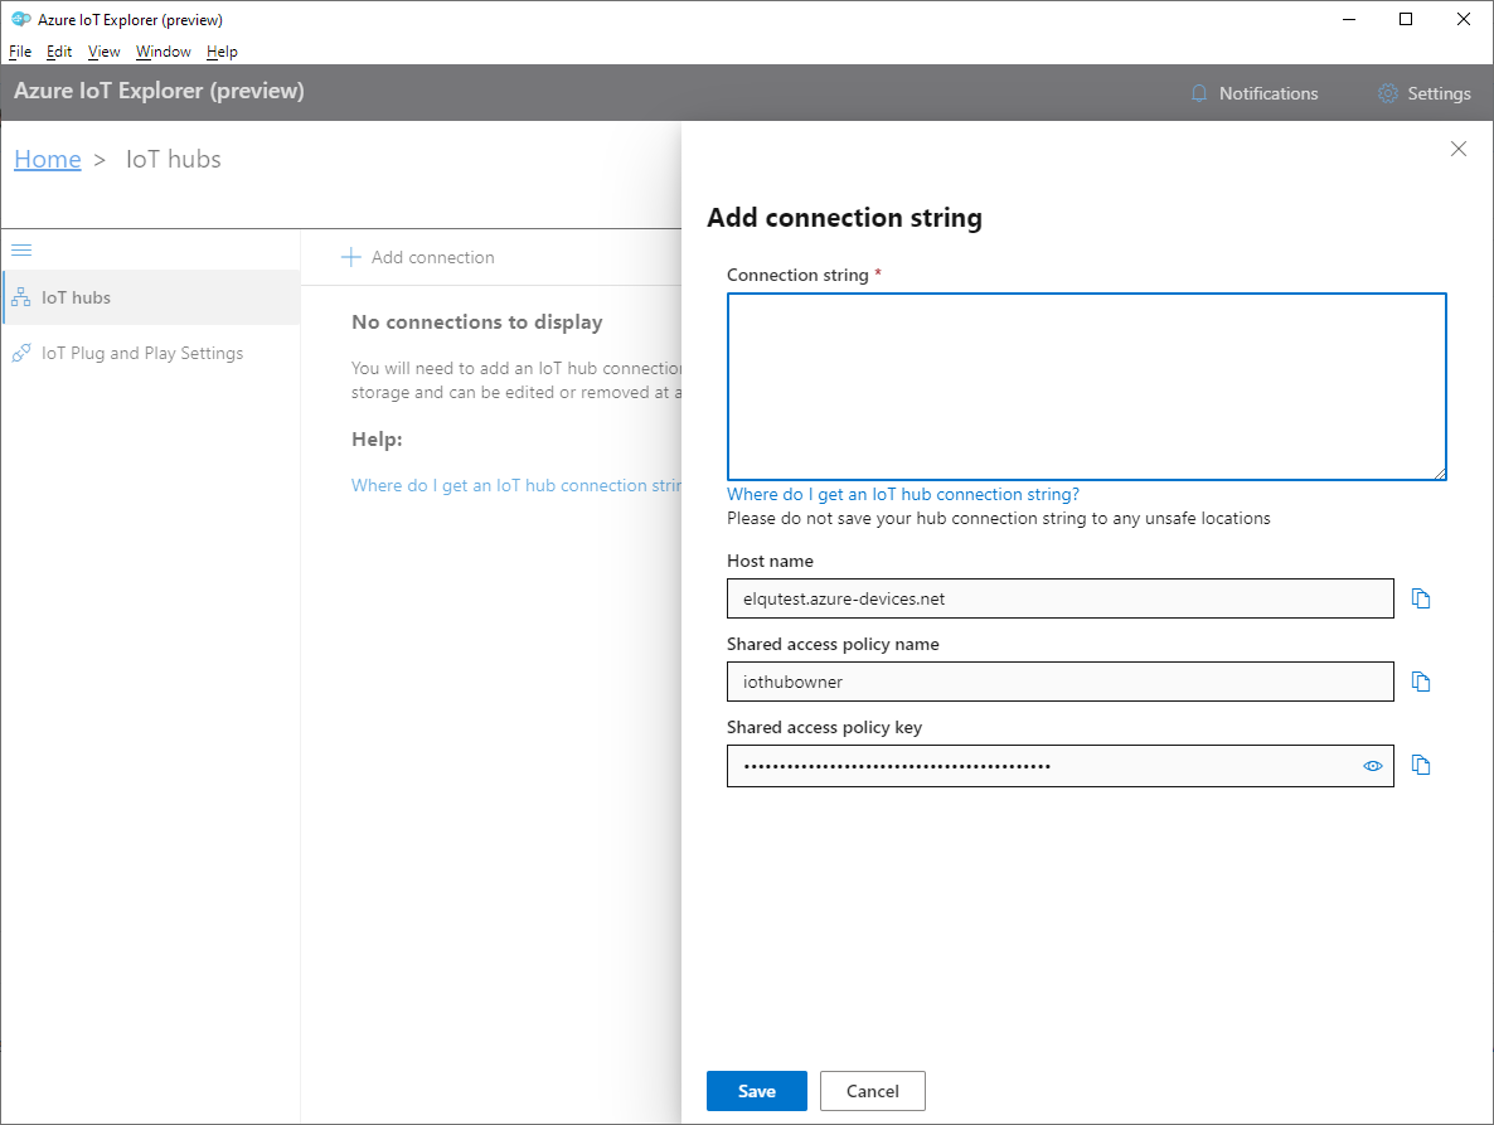 Azure IoT Explorer (preview)
File Edit View Window Help
Azure IoT Explorer (preview)
Notifications
Settings
Home > IoT hubs
IoT hubs
IoT Plug and Play Settings
Add connection
No connections to display
You will need to add an IoT hub connection
storage and can be edited or removed at a
Help:
Where do I get an IoT hub connection strin
Add connection string
Connection string *
Where do I get an IoT hub connection string?
Please do not save your hub connection string to any unsafe locations
Host name
elqutest.azure-devices.net
Shared access policy name
iothubowner
Shared access policy key
•••••••••••••••••••••••••••••••••••••••••••
Save
Cancel